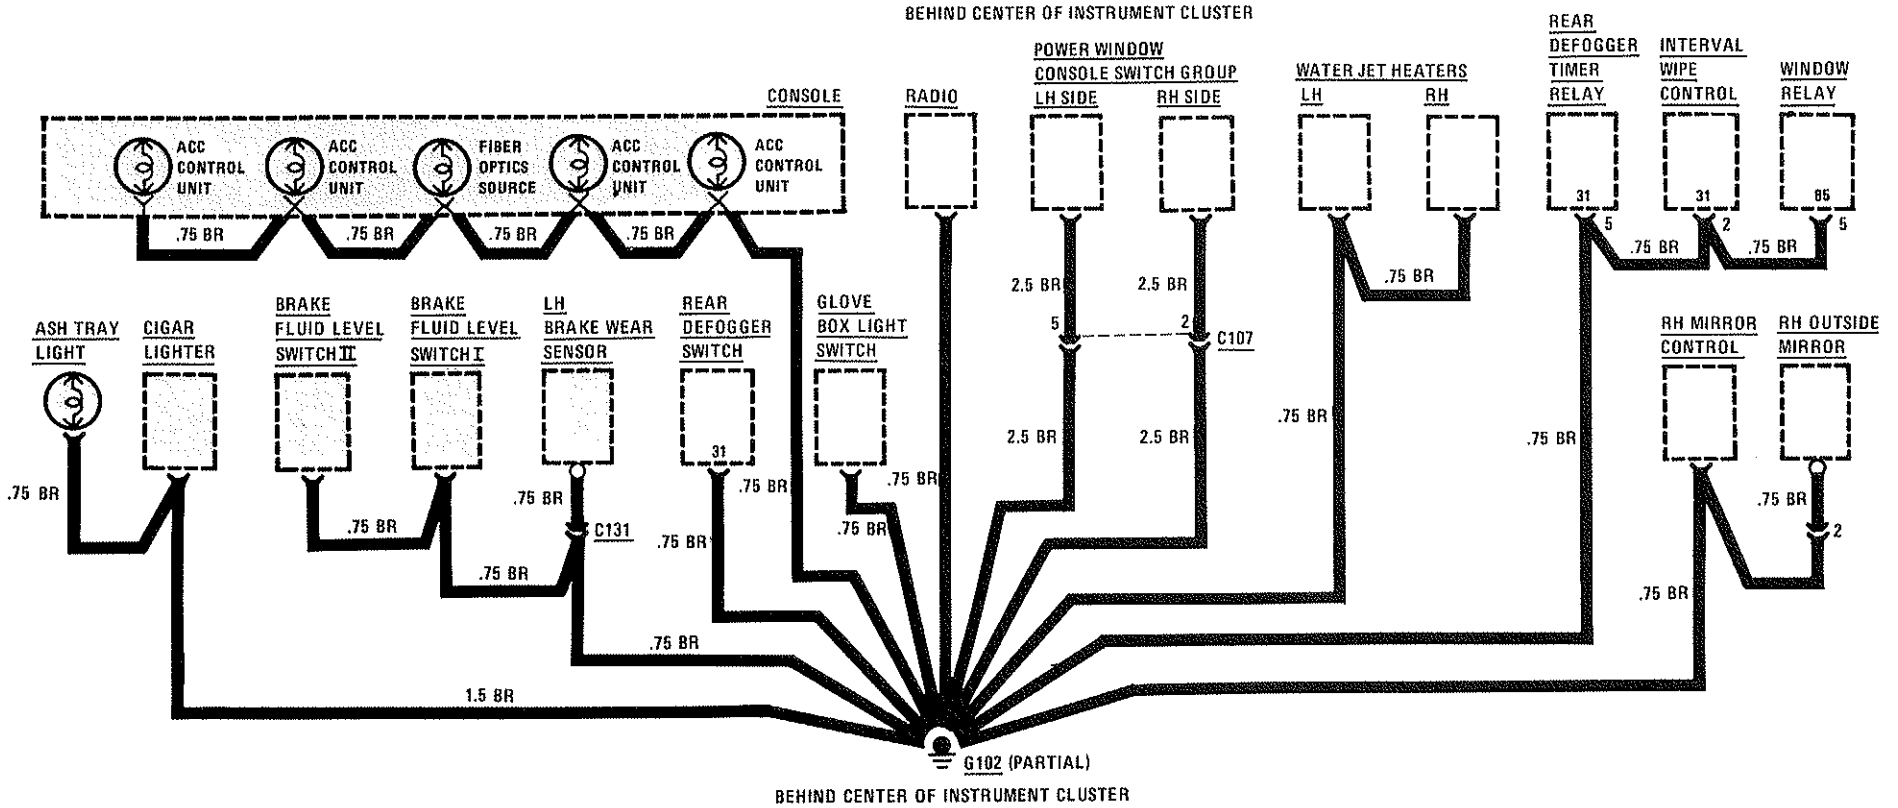 BEHIND CENTER OF INSTRUMENT CLUSTER
CONSOLE
ACC
CONTROL
UNIT
ACC
CONTROL
UNIT
FIBER
OPTICS
SOURCE
ACC
CONTROL
UNIT
ACC
CONTROL
UNIT
.75 BR
.75 BR
.75 BR
.75 BR
RADIO
POWER WINDOW
CONSOLE SWITCH GROUP
LH SIDE
RH SIDE
WATER JET HEATERS
LH
RH
REAR
DEFOGGER
TIMER
RELAY
INTERVAL
WIPE
CONTROL
WINDOW
RELAY
31
31
85
5
2
5
.75 BR
.75 BR
2.5 BR
2.5 BR
.75 BR
5
2
C107
ASH TRAY
LIGHT
CIGAR
LIGHTER
BRAKE
FLUID LEVEL
SWITCH II
BRAKE
FLUID LEVEL
SWITCH I
LH
BRAKE WEAR
SENSOR
REAR
DEFOGGER
SWITCH
GLOVE
BOX LIGHT
SWITCH
RH MIRROR
CONTROL
RH OUTSIDE
MIRROR
31
2.5 BR
2.5 BR
.75 BR
.75 BR
.75 BR
.75 BR
.75 BR
.75 BR
.75 BR
.75 BR
.75 BR
.75 BR
C131
2
.75 BR
.75 BR
.75 BR
.75 BR
1.5 BR
G102 (PARTIAL)
BEHIND CENTER OF INSTRUMENT CLUSTER